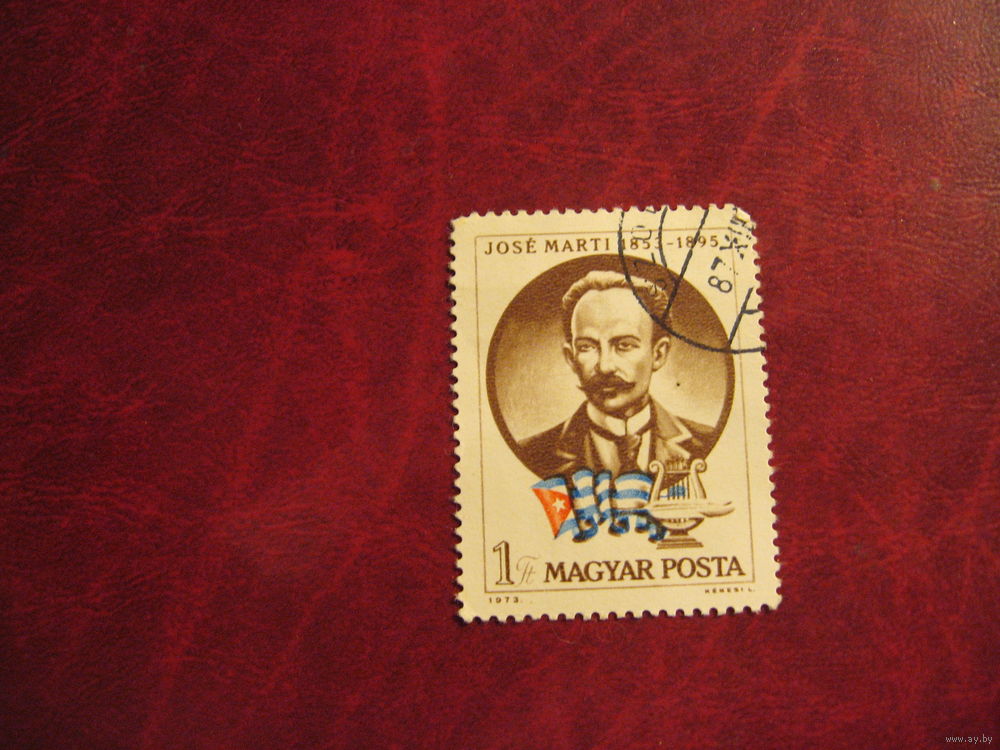 JOSÉ MARTI 1853-1895
1 Ft MAGYAR POSTA
1973. KÉKESI L.
www.ay.by